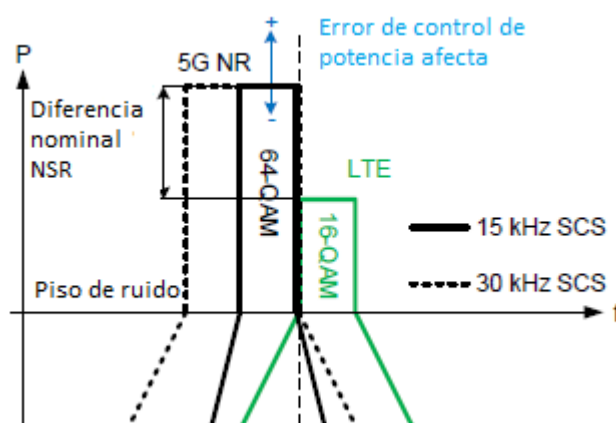 Error de control de
potencia afecta
+
P
5G NR
-
Diferencia
nominal
NSR
64-QAM
LTE
16-QAM
15 kHz SCS
30 kHz SCS
Piso de ruido
f